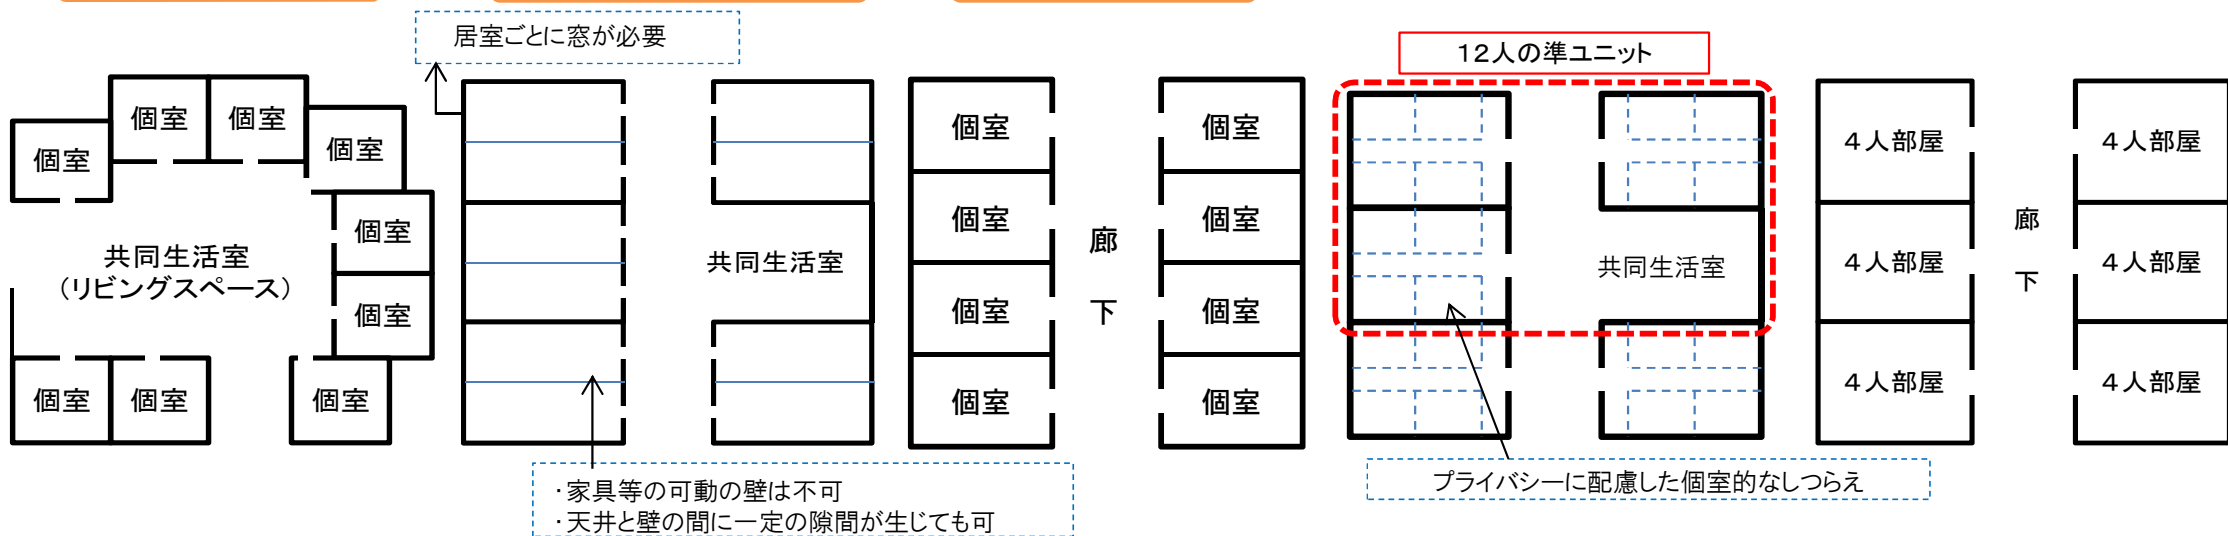 居室ごとに窓が必要
個室
個室
個室
個室
個室
個室
共同生活室
（リビングスペース）
個室
個室
個室
共同生活室
・家具等の可動の壁は不可
・天井と壁の間に一定の隙間が生じても可
個室
個室
個室
個室
廊
下
個室
個室
個室
個室
12人の準ユニット
共同生活室
プライバシーに配慮した個室的なしつらえ
4人部屋
4人部屋
4人部屋
廊
下
4人部屋
4人部屋
4人部屋